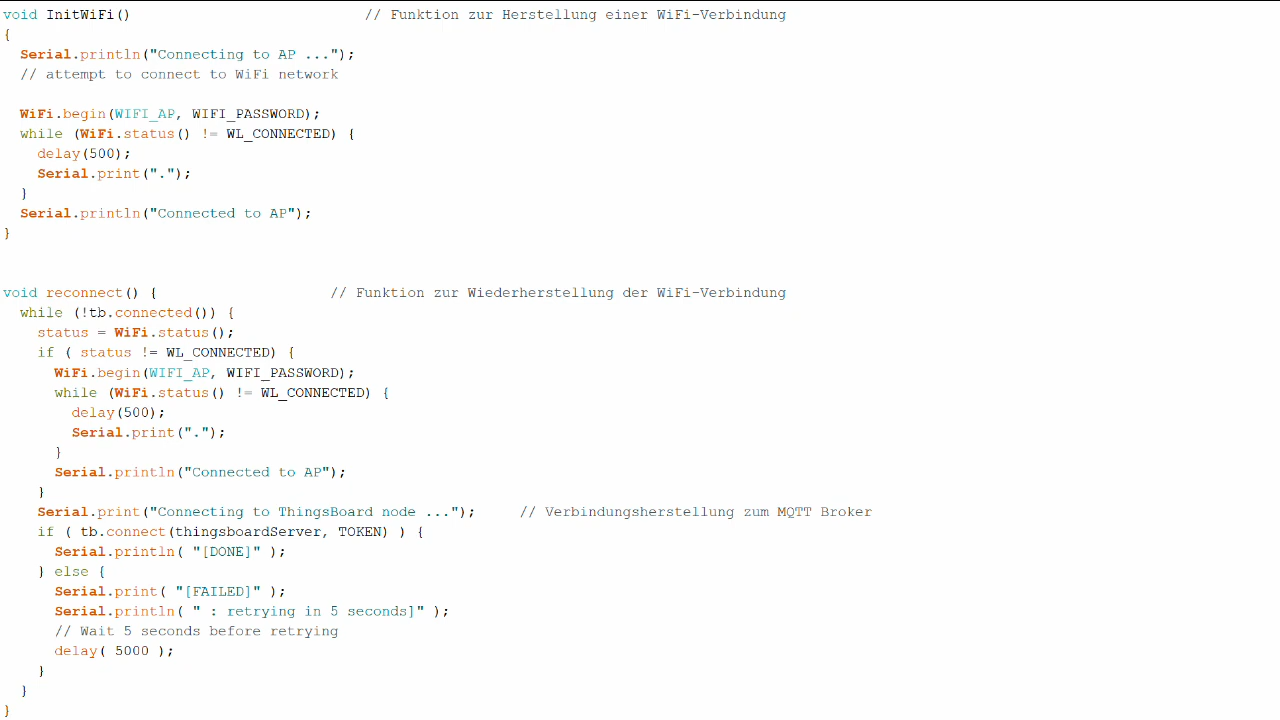 void InitWiFi()                           // Funktion zur Herstellung einer WiFi-Verbindung
{
  Serial.println("Connecting to AP ...");
  // attempt to connect to WiFi network

  WiFi.begin(WIFI_AP, WIFI_PASSWORD);
  while (WiFi.status() != WL_CONNECTED) {
    delay(500);
    Serial.print(".");
  }
  Serial.println("Connected to AP");
}


void reconnect() {                    // Funktion zur Wiederherstellung der WiFi-Verbindung
  while (!tb.connected()) {
    status = WiFi.status();
    if ( status != WL_CONNECTED) {
      WiFi.begin(WIFI_AP, WIFI_PASSWORD);
      while (WiFi.status() != WL_CONNECTED) {
        delay(500);
        Serial.print(".");
      }
      Serial.println("Connected to AP");
    }
    Serial.print("Connecting to ThingsBoard node ...");     // Verbindungsherstellung zum MQTT Broker
    if ( tb.connect(thingsboardServer, TOKEN) ) {
      Serial.println( "[DONE]" );
    } else {
      Serial.print( "[FAILED]" );
      Serial.println( " : retrying in 5 seconds]" );
      // Wait 5 seconds before retrying
      delay( 5000 );
    }
  }
}